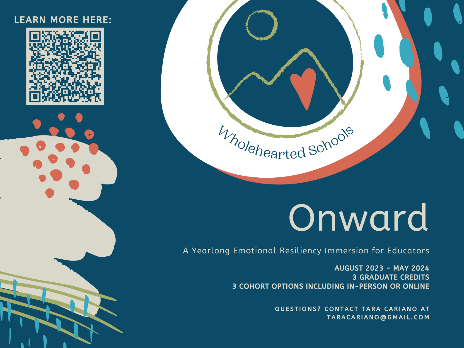 LEARN MORE HERE:
Wholehearted Schools
Onward
A Yearlong Emotional Resiliency Immersion for Educators
AUGUST 2023 - MAY 2024
3 GRADUATE CREDITS
3 COHORT OPTIONS INCLUDING IN-PERSON OR ONLINE
QUESTIONS? CONTACT TARA CARIANO AT
TARACARIANO@GMAIL.COM